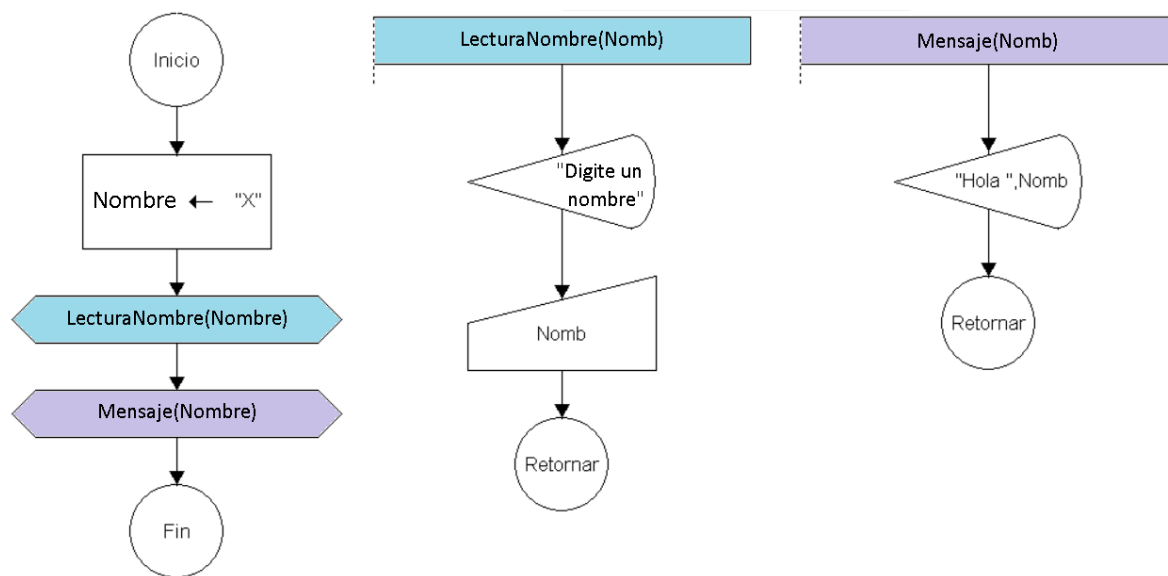 Inicio
Nombre ← "X"
LecturaNombre(Nombre)
Mensaje(Nombre)
Fin
LecturaNombre(Nomb)
"Digite un
nombre"
Nomb
Retornar
Mensaje(Nomb)
"Hola ",Nomb
Retornar